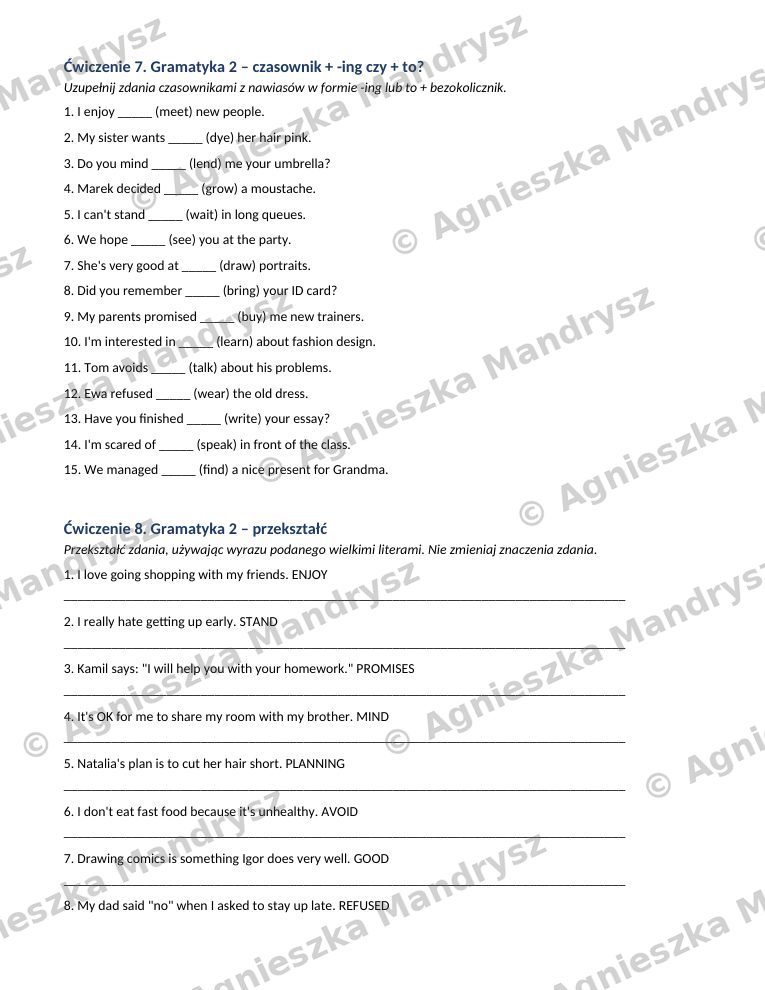 Ćwiczenie 7. Gramatyka 2 – czasownik + -ing czy + to?
Uzupełnij zdania czasownikami z nawiasów w formie -ing lub to + bezokolicznik.
1. I enjoy _____ (meet) new people.
2. My sister wants _____ (dye) her hair pink.
3. Do you mind _____ (lend) me your umbrella?
4. Marek decided _____ (grow) a moustache.
5. I can't stand _____ (wait) in long queues.
6. We hope _____ (see) you at the party.
7. She's very good at _____ (draw) portraits.
8. Did you remember _____ (bring) your ID card?
9. My parents promised _____ (buy) me new trainers.
10. I'm interested in _____ (learn) about fashion design.
11. Tom avoids _____ (talk) about his problems.
12. Ewa refused _____ (wear) the old dress.
13. Have you finished _____ (write) your essay?
14. I'm scared of _____ (speak) in front of the class.
15. We managed _____ (find) a nice present for Grandma.
Ćwiczenie 8. Gramatyka 2 – przekształć
Przekształć zdania, używając wyrazu podanego wielkimi literami. Nie zmieniaj znaczenia zdania.
1. I love going shopping with my friends. ENJOY
2. I really hate getting up early. STAND
3. Kamil says: "I will help you with your homework." PROMISES
4. It's OK for me to share my room with my brother. MIND
5. Natalia's plan is to cut her hair short. PLANNING
6. I don't eat fast food because it's unhealthy. AVOID
7. Drawing comics is something Igor does very well. GOOD
8. My dad said "no" when I asked to stay up late. REFUSED
© Agnieszka Mandrysz